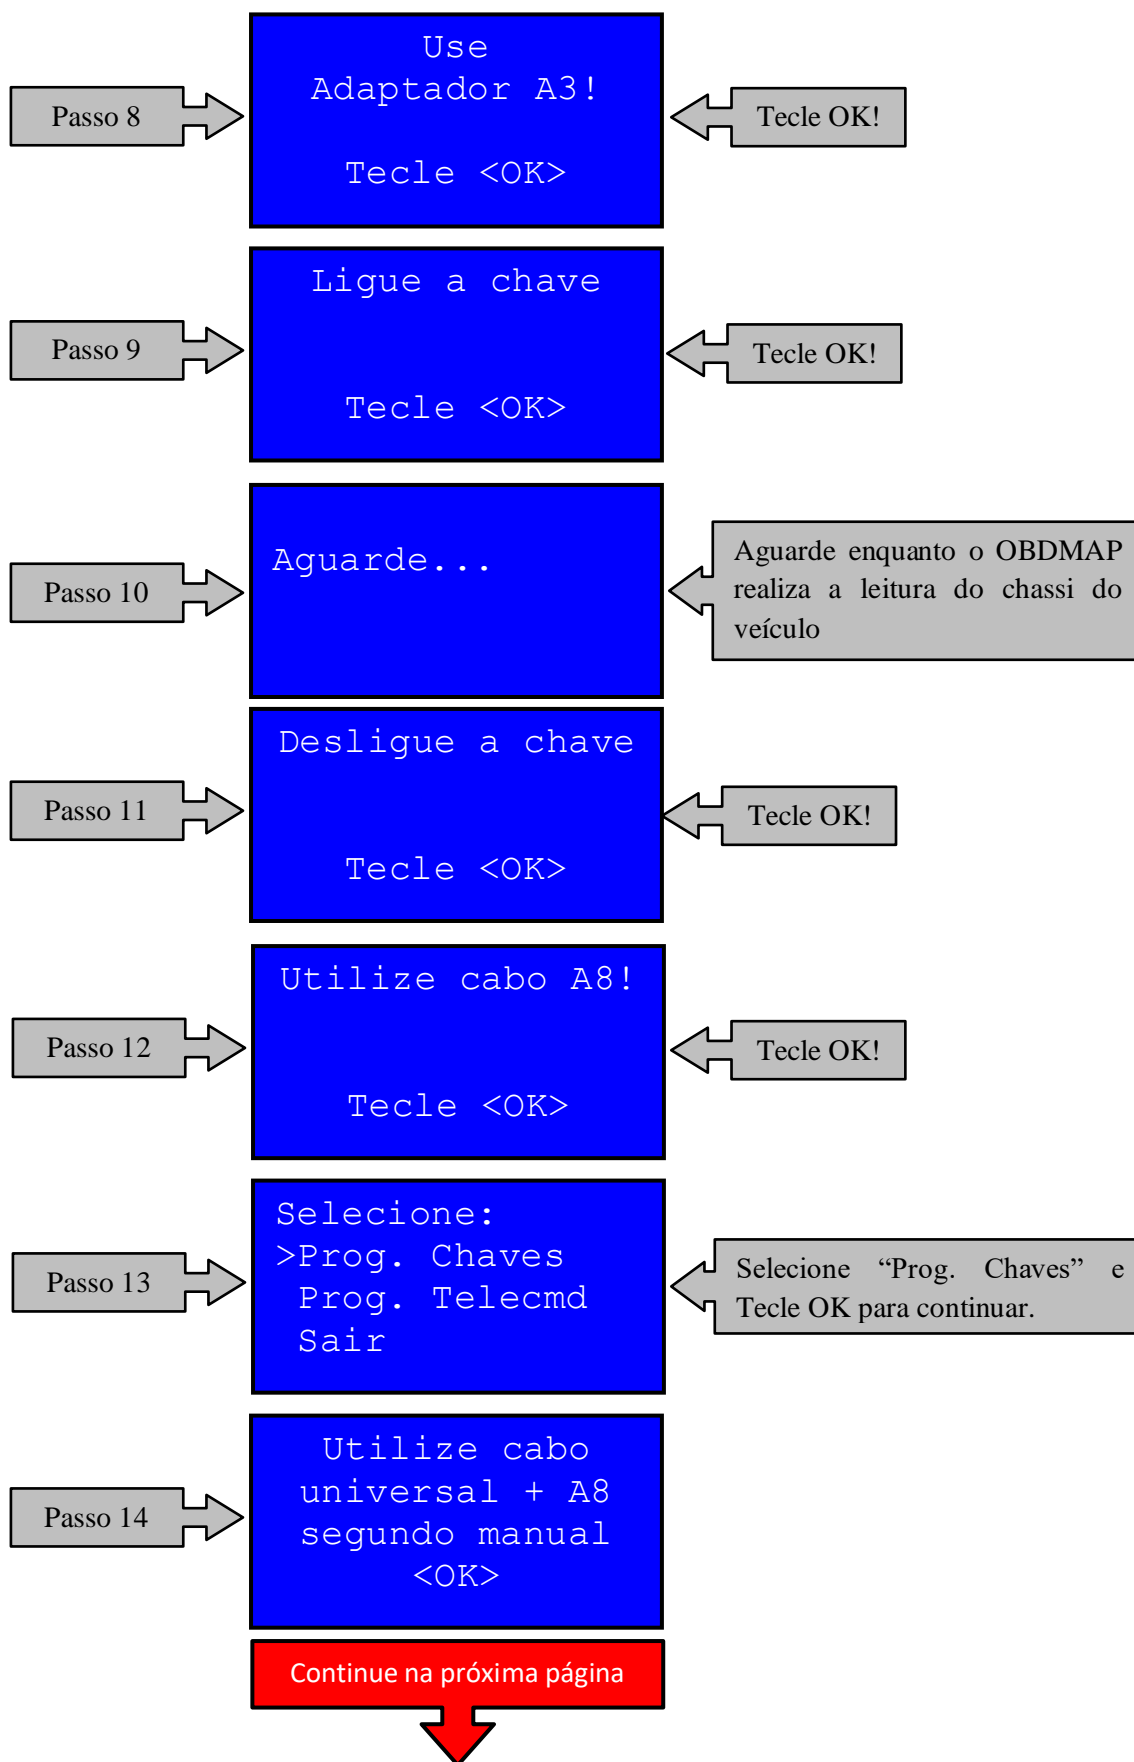 Use
Adaptador A3!
Tecle <OK>
Passo 8
Tecle OK!
Ligue a chave
Tecle <OK>
Passo 9
Tecle OK!
Aguarde...
Passo 10
Aguarde enquanto o OBDMAP
realiza a leitura do chassi do
veículo
Desligue a chave
Tecle <OK>
Passo 11
Tecle OK!
Utilize cabo A8!
Tecle <OK>
Passo 12
Tecle OK!
Selecione:
>Prog. Chaves
Prog. Telecmd
Sair
Passo 13
Selecione “Prog. Chaves” e
Tecle OK para continuar.
Utilize cabo
universal + A8
segundo manual
<OK>
Passo 14
Continue na próxima página